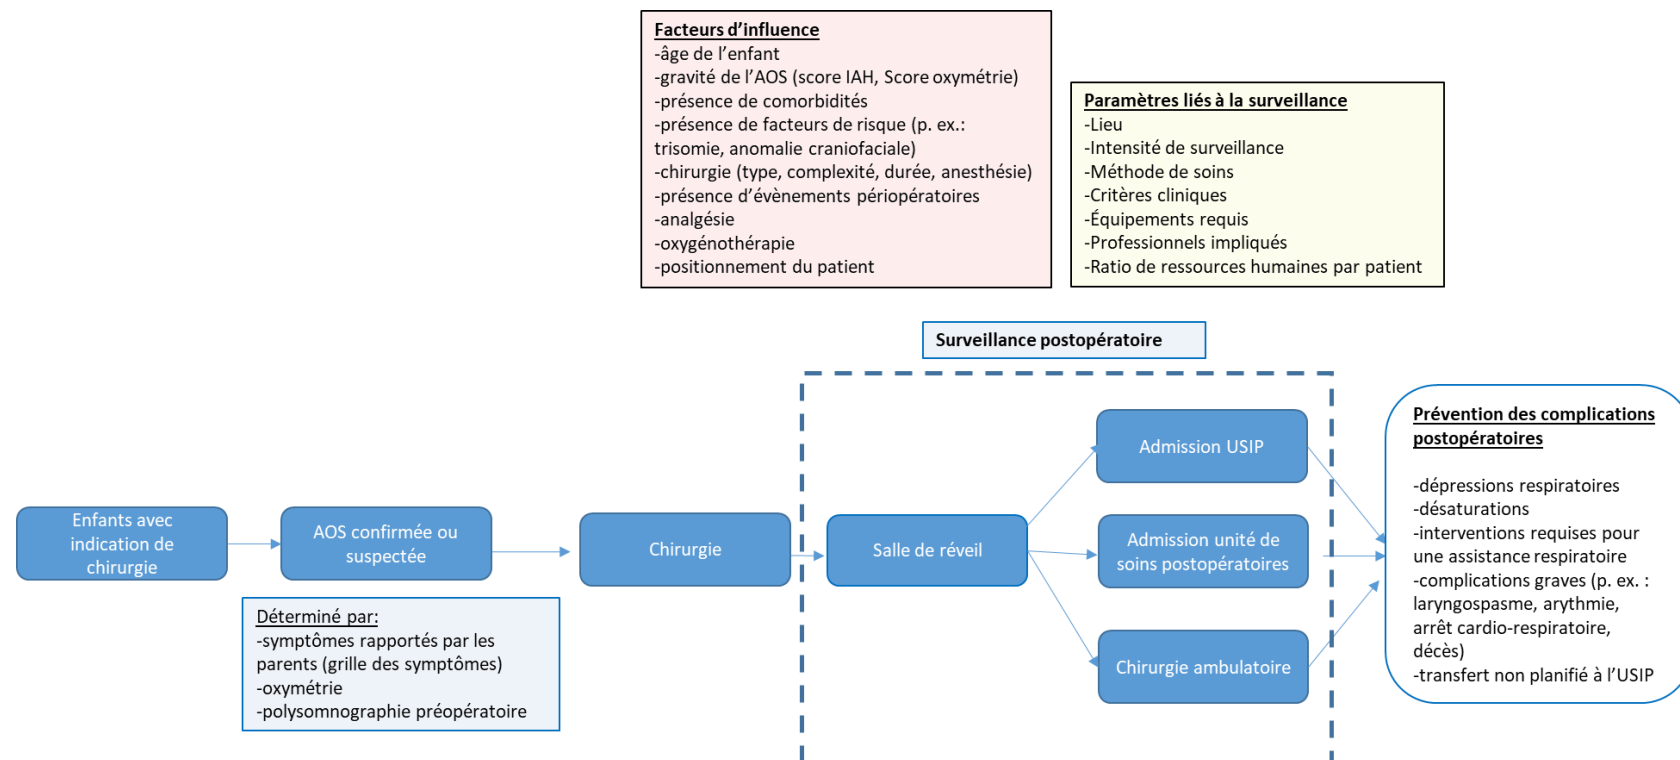 Facteurs d'influence
-âge de l'enfant
-gravité de l'AOS (score IAH, Score oxymétrie)
-présence de comorbidités
-présence de facteurs de risque (p. ex.:
trisomie, anomalie craniofaciale)
-chirurgie (type, complexité, durée, anesthésie)
-présence d'évènements périopératoires
-analgésie
-oxygénothérapie
-positionnement du patient
Paramètres liés à la surveillance
-Lieu
-Intensité de surveillance
-Méthode de soins
-Critères cliniques
-Équipements requis
-Professionnels impliqués
-Ratio de ressources humaines par patient
Surveillance postopératoire
Enfants avec
indication de
chirurgie
AOS confirmée ou
suspectée
Déterminé par:
-symptômes rapportés par les
parents (grille des symptômes)
-oxymétrie
-polysomnographie préopératoire
Chirurgie
Salle de réveil
Admission USIP
Admission unité de
soins postopératoires
Chirurgie ambulatoire
Prévention des complications
postopératoires
-dépressions respiratoires
-désaturations
-interventions requises pour
une assistance respiratoire
-complications graves (p. ex. :
laryngospasme, arythmie,
arrêt cardio-respiratoire,
décès)
-transfert non planifié à l'USIP